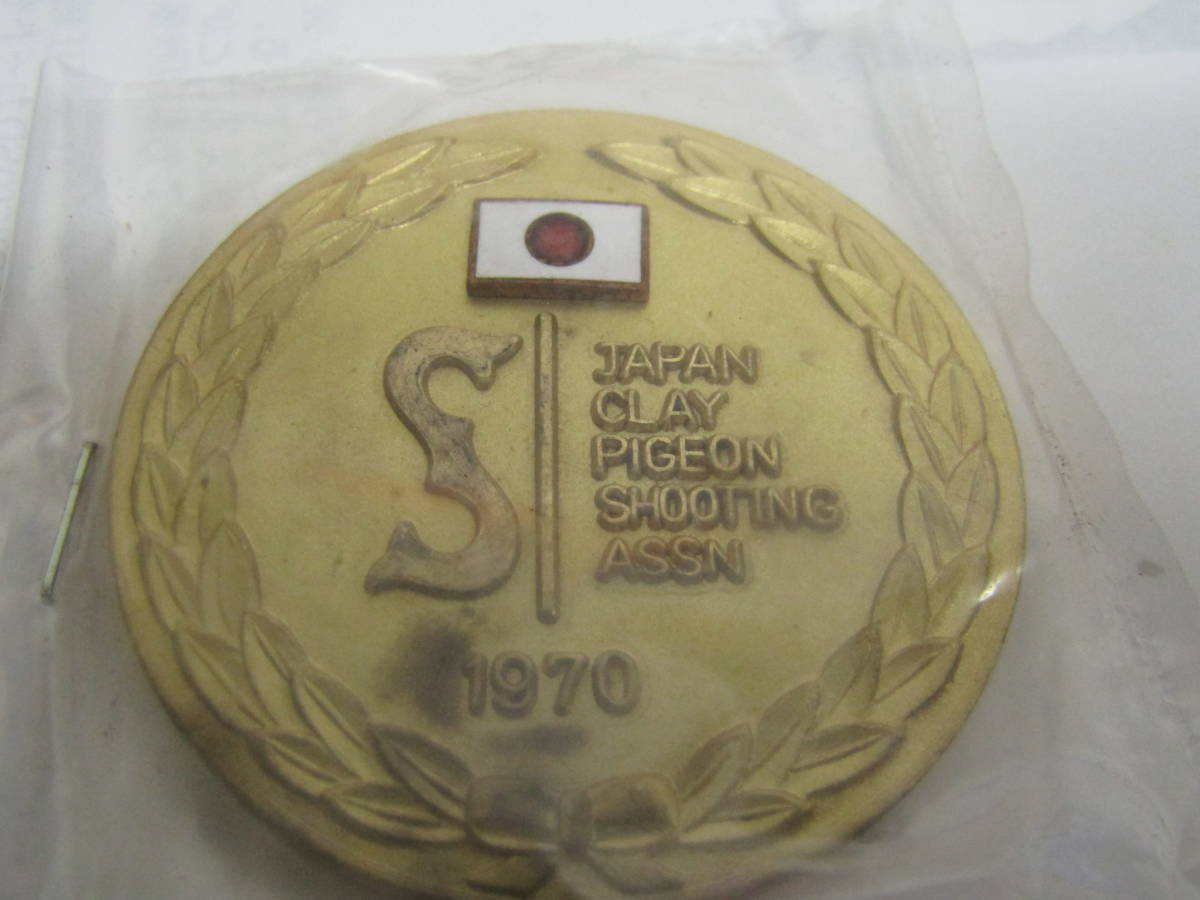 S
JAPAN
CLAY
PIGEON
SHOOTING
ASSN
1970